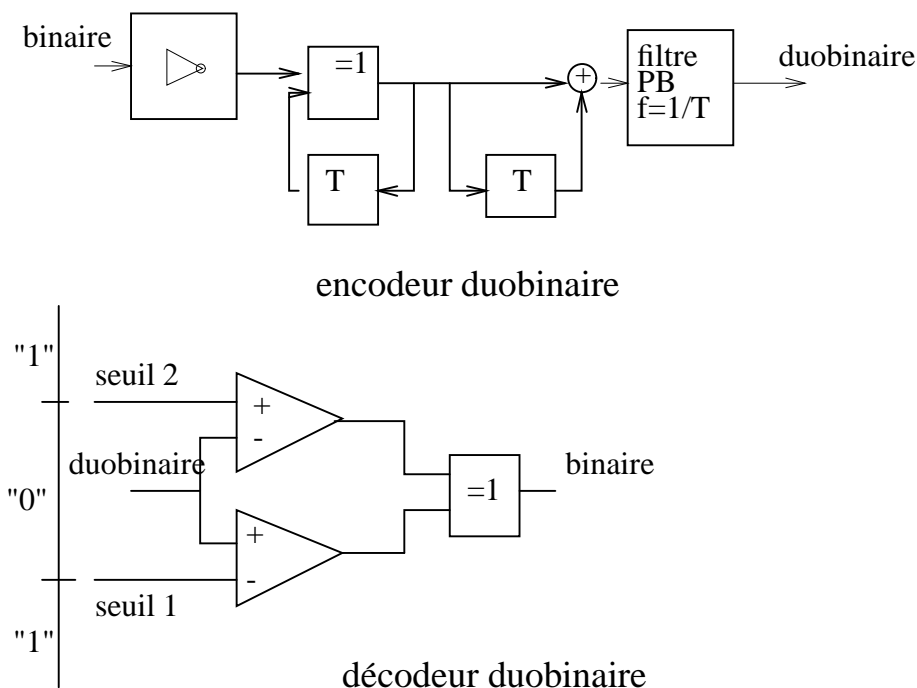 binaire
=1
filtre
PB
f=1/T
duobinaire
+
T
T
encodeur duobinaire
"1"
seuil 2
+
-
duobinaire
binaire
"0"
=1
+
-
seuil 1
"1"
décodeur duobinaire